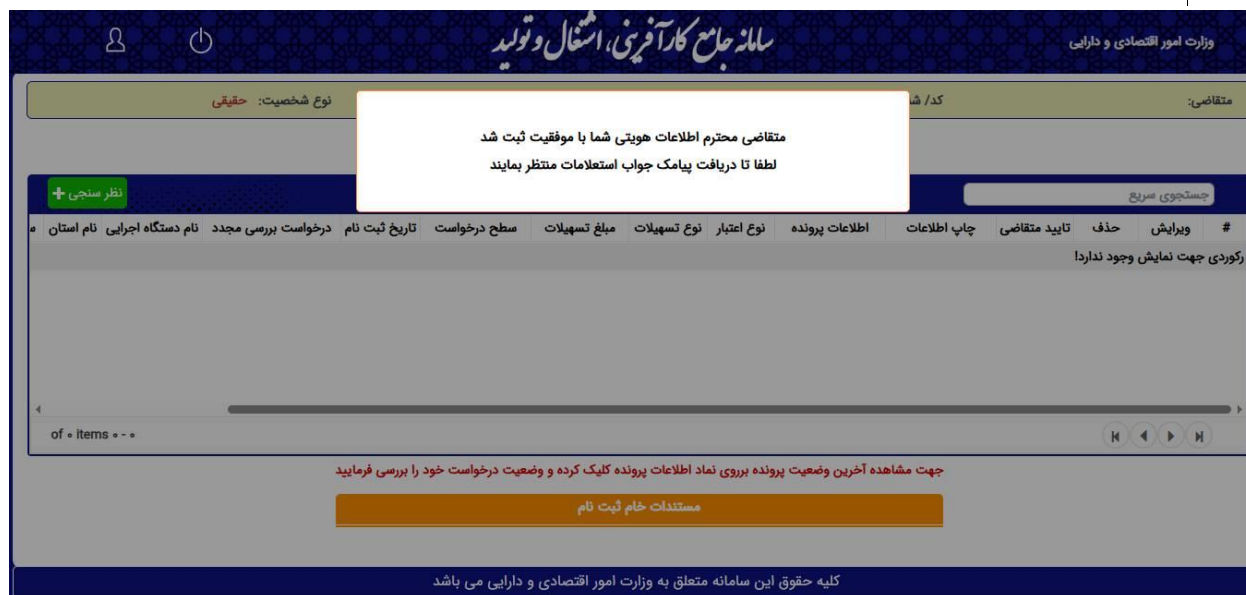 وزارت امور اقتصادی و دارایی
سامانه جامع کارآفرینی، اشتغال و تولید
متقاضی:
کد/ شنا
نوع شخصیت: حقیقی
متقاضی محترم اطلاعات هویتی شما با موفقیت ثبت شد
لطفا تا دریافت پیامک جواب استعلامات منتظر بمایند
جستجوی سریع
نظر سنجی +
# ویرایش حذف تایید متقاضی چاپ اطلاعات اطلاعات پرونده نوع اعتبار نوع تسهیلات مبلغ تسهیلات سطح درخواست تاریخ ثبت نام درخواست بررسی مجدد نام دستگاه اجرایی نام استان
رکوردی جهت نمایش وجود ندارد!
of ۰ items ۰ - ۰
جهت مشاهده آخرین وضعیت پرونده برروی نماد اطلاعات پرونده کلیک کرده و وضعیت درخواست خود را بررسی فرمایید
مستندات خام ثبت نام
کلیه حقوق این سامانه متعلق به وزارت امور اقتصادی و دارایی می باشد